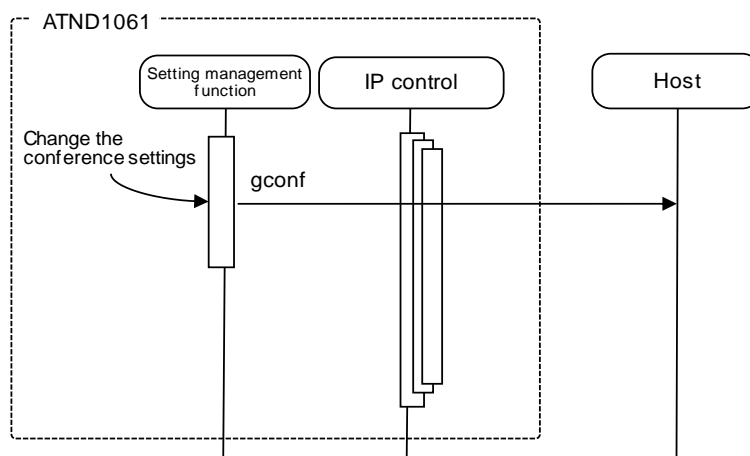 ATND1061
Setting management
function
IP control
Host
Change the
conference settings
gconf